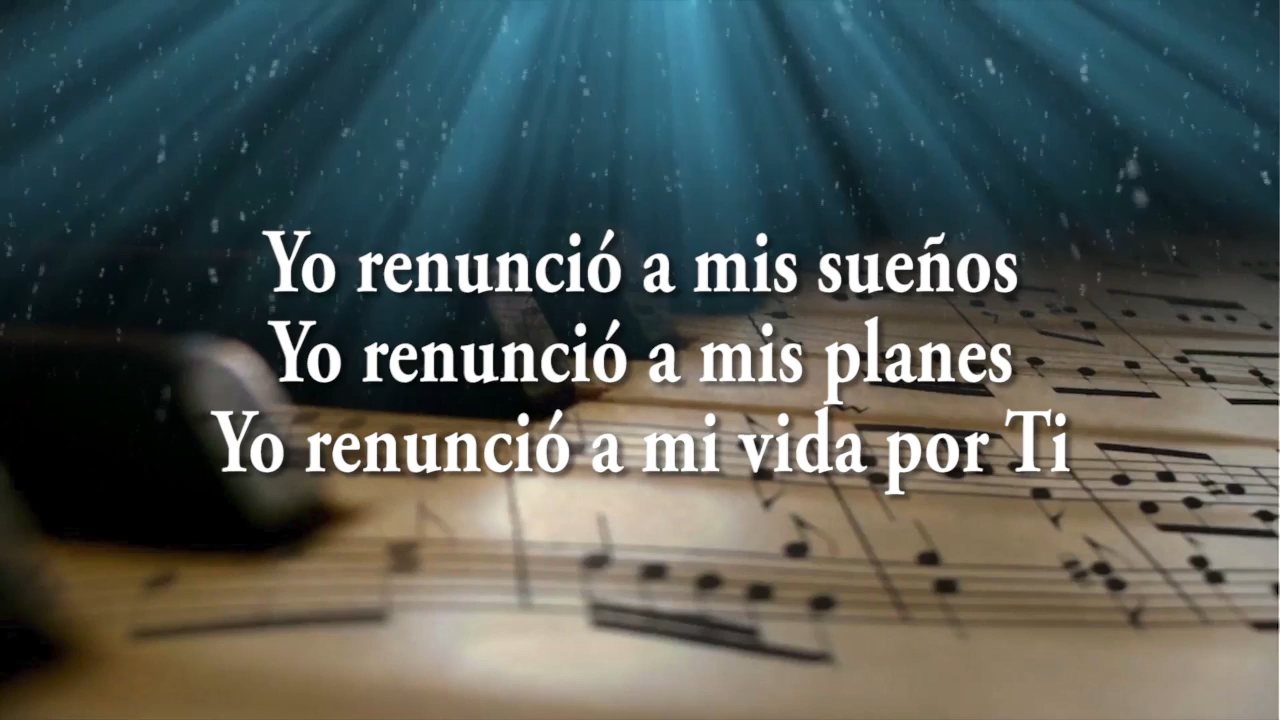 Yo renunció a mis sueños
Yo renunció a mis planes
Yo renunció a mi vida por Ti